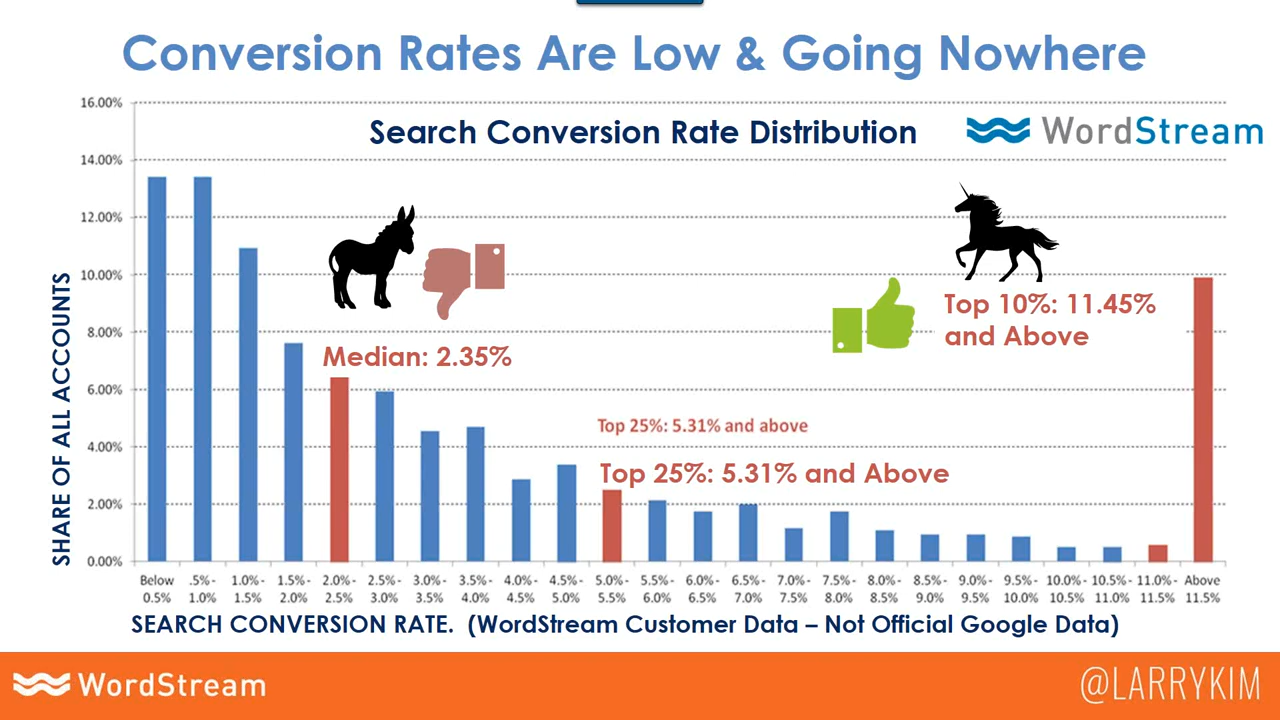 Conversion Rates Are Low & Going Nowhere
16.00%
Search Conversion Rate Distribution
WordStream
14.00%
12.00%
10.00%
Top 10%: 11.45%
and Above
8.00%
Median: 2.35%
6.00%
Top 25%: 5.31% and above
4.00%
Top 25%: 5.31% and Above
2.00%
0.00%
SHARE OF ALL ACCOUNTS
Below 0.5%
.5%- 1.0%
1.0%- 1.5%
1.5%- 2.0%
2.0%- 2.5%
2.5%- 3.0%
3.0%- 3.5%
3.5%- 4.0%
4.0%- 4.5%
4.5%- 5.0%
5.0%- 5.5%
5.5%- 6.0%
6.0%- 6.5%
6.5%- 7.0%
7.0%- 7.5%
7.5%- 8.0%
8.0%- 8.5%
8.5%- 9.0%
9.0%- 9.5%
9.5%- 10.0%
10.0%- 10.5%
10.5%- 11.0%
11.0%- 11.5%
Above 11.5%
SEARCH CONVERSION RATE. (WordStream Customer Data – Not Official Google Data)
WordStream
@LARRYKIM